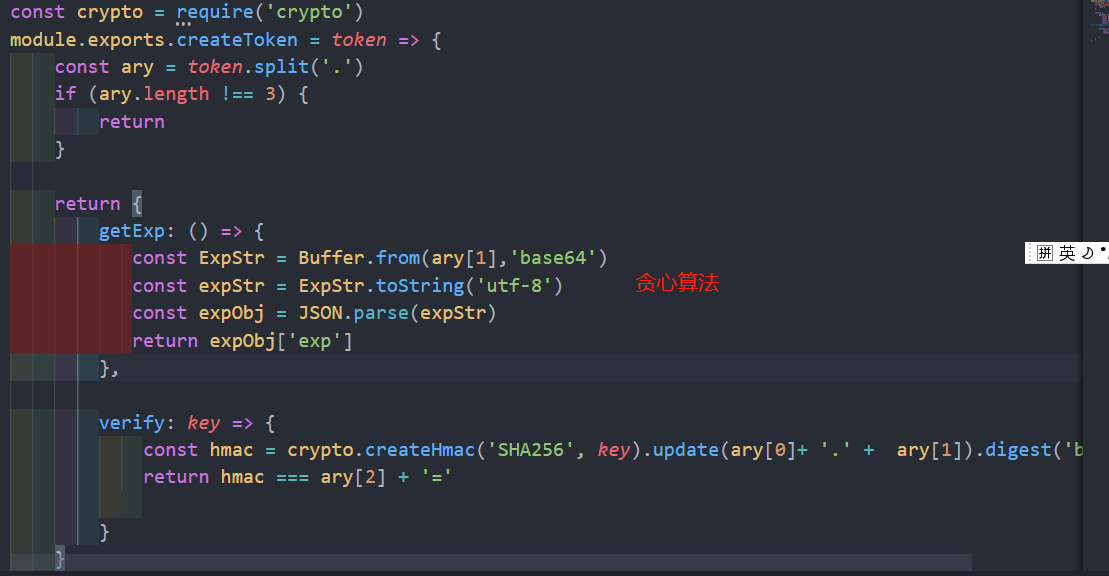 const crypto = require('crypto')
module.exports.createToken = token => {
    const ary = token.split('.')
    if (ary.length !== 3) {
        return
    }
    return {
        getExp: () => {
           const ExpStr = Buffer.from(ary[1],'base64')
           const expStr = ExpStr.toString('utf-8')
           贪心算法
           const expObj = JSON.parse(expStr)
           return expObj['exp']
        },
        verify: key => {
            const hmac = crypto.createHmac('SHA256', key).update(ary[0]+ '.' +  ary[1]).digest('b
            return hmac === ary[2] + '='
        }
    }
拼 英